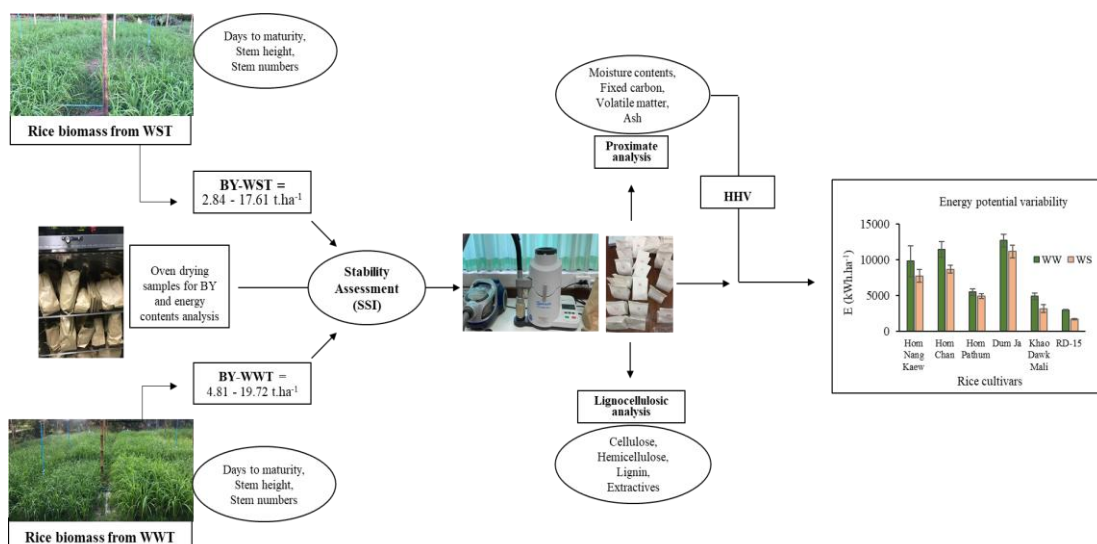 Days to maturity,
Stem height,
Stem numbers
Rice biomass from WST
BY-WST =
2.84 - 17.61 t.ha-1
Oven drying
samples for BY
and energy
contents analysis
Stability
Assessment
(SSI)
BY-WWT =
4.81 - 19.72 t.ha-1
Days to maturity,
Stem height,
Stem numbers
Rice biomass from WWT
Moisture contents,
Fixed carbon,
Volatile matter,
Ash
Proximate analysis
HHV
Lignocellulosic analysis
Cellulose,
Hemicellulose,
Lignin,
Extractives
Energy potential variability
E (kWh.ha-1)
15000
10000
5000
0
WW
WS
Hom Nang Kaew
Hom Chan
Hom Pathum
Dum Ja
Khao Dawk Mali
RD-15
Rice cultivars